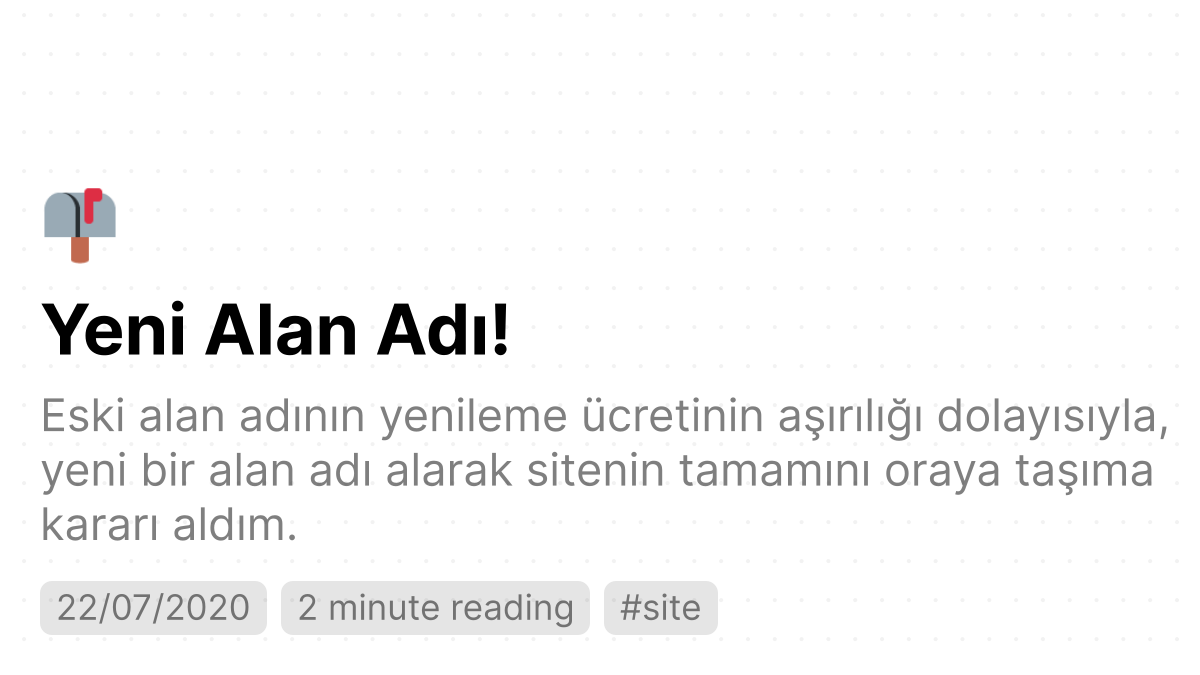 Yeni Alan Adı!
Eski alan adının yenileme ücretinin aşırılığı dolayısıyla,
yeni bir alan adı alarak sitenin tamamını oraya taşıma
kararı aldım.
22/07/2020 2 minute reading #site